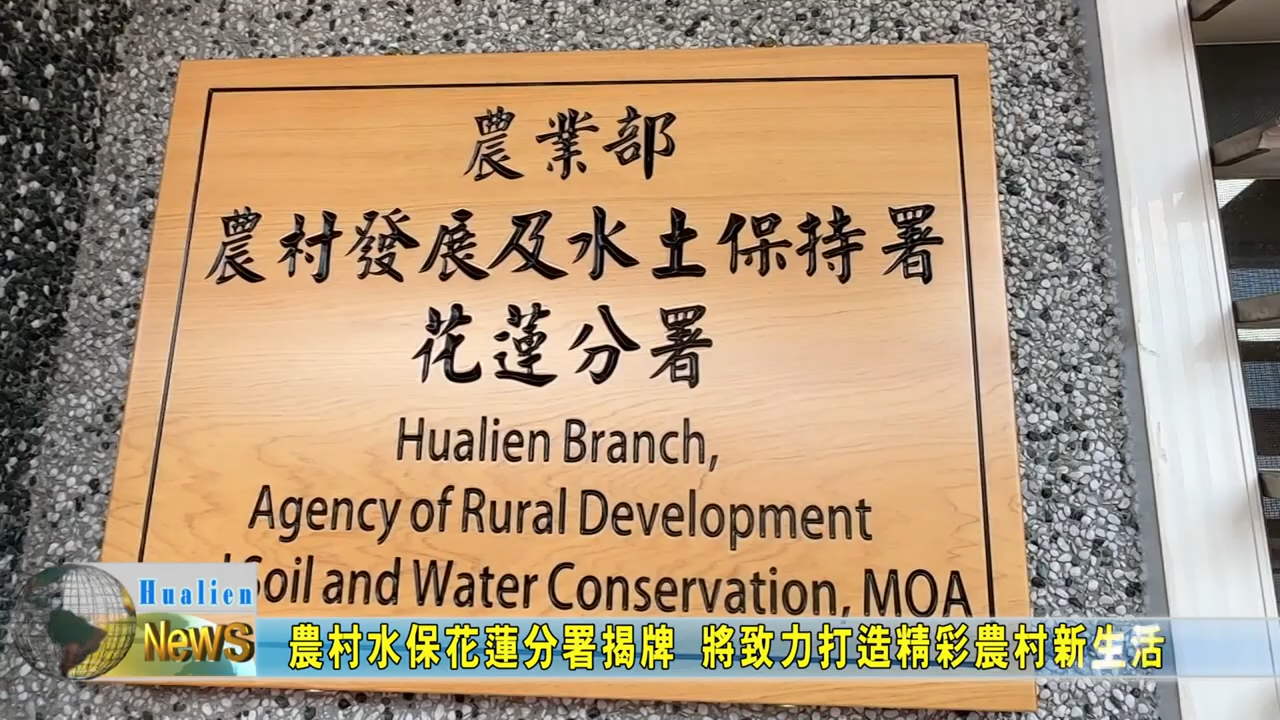 農業部
農村發展及水土保持署
花蓮分署
Hualien Branch,
Agency of Rural Development
Soil and Water Conservation, MOA
Hualien
News
農村水保花蓮分署揭牌 將致力打造精彩農村新生活